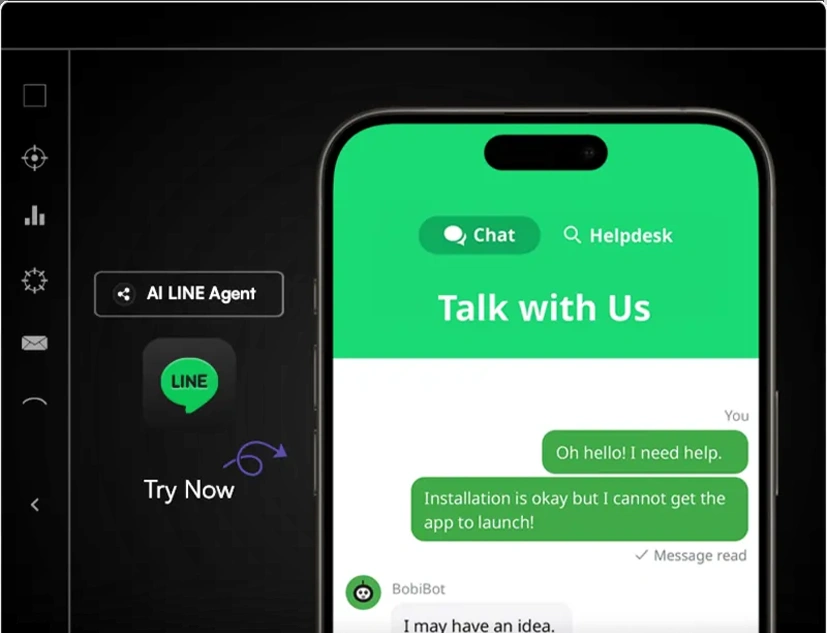 AI LINE Agent
LINE
Try Now
Chat
Helpdesk
Talk with Us
You
Oh hello! I need help.
Installation is okay but I cannot get the
app to launch!
Message read
BobiBot
I may have an idea.